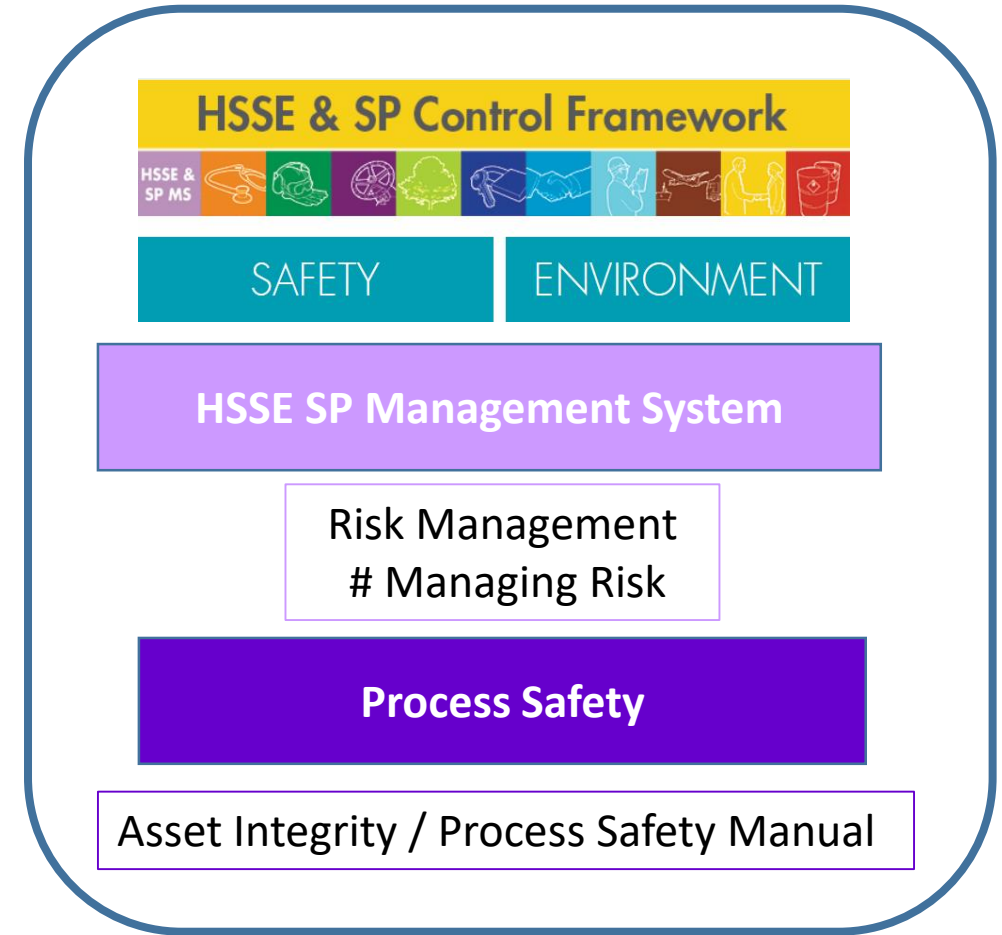 HSSE & SP Control Framework
HSSE &
SP MS
SAFETY
ENVIRONMENT
HSSE SP Management System
Risk Management
# Managing Risk
Process Safety
Asset Integrity / Process Safety Manual